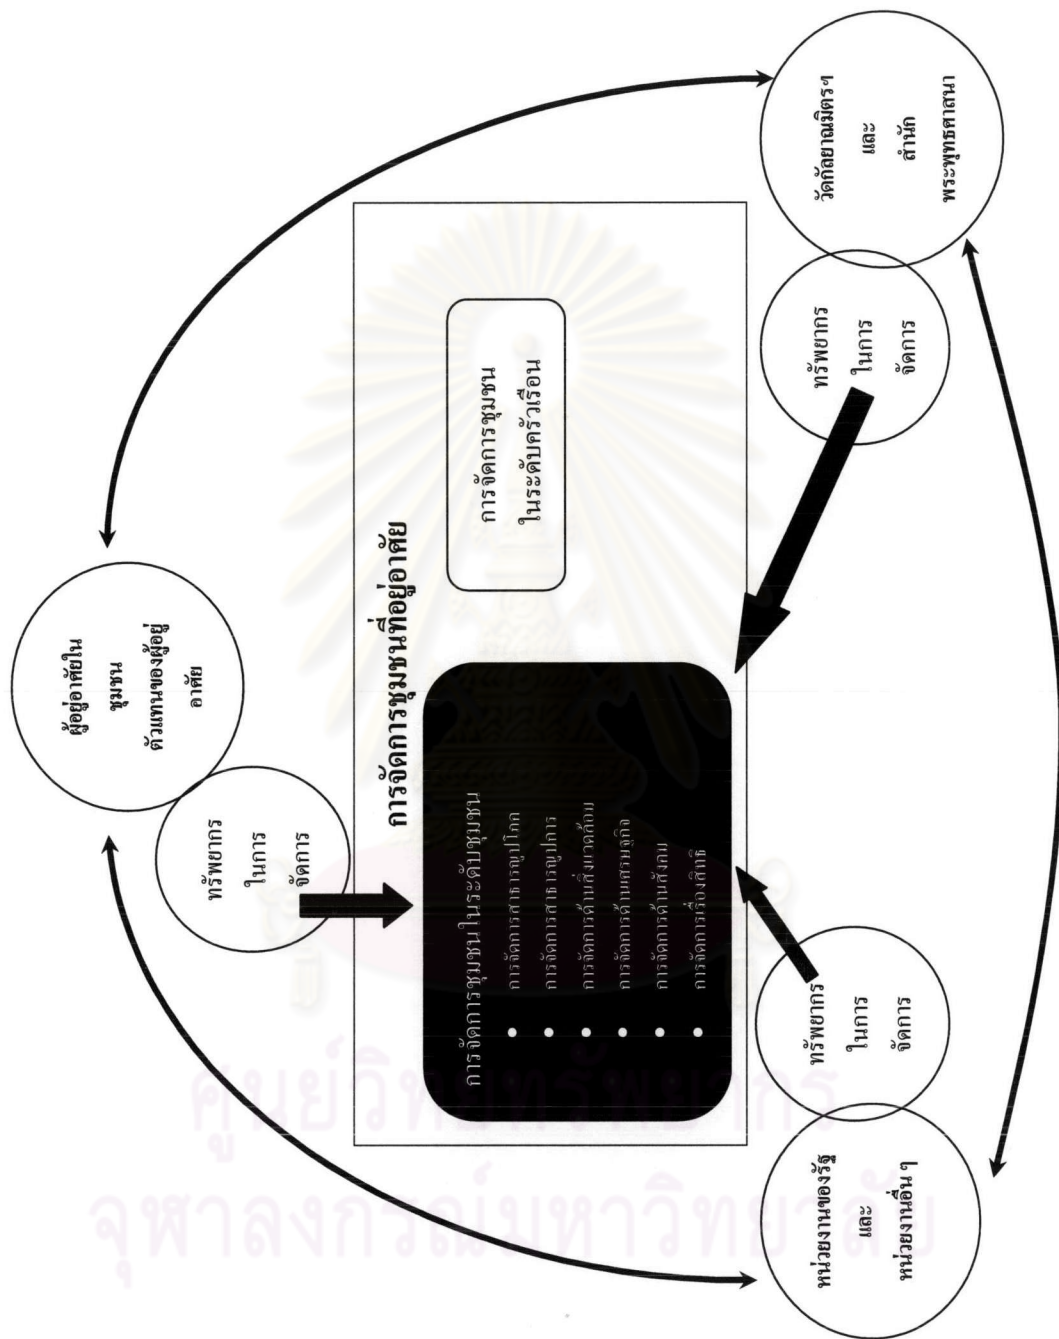 ผู้อยู่อาศัยใน
ชุมชน
ตัวแทนของผู้อยู่
อาศัย
ทรัพยากร
ในการ
จัดการ
การจัดการชุมชนที่อยู่อาศัย
การจัดการชุมชนในระดับชุมชน
• การจัดการสาธารณูปโภค
• การจัดการสาธารณูปการ
• การจัดการด้านสิ่งแวดล้อม
• การจัดการด้านเศรษฐกิจ
• การจัดการด้านสังคม
• การจัดการเรื่องสิทธิ
การจัดการชุมชน
ในระดับครัวเรือน
ทรัพยากร
ในการ
จัดการ
หน่วยงานของรัฐ
และ
หน่วยงานอื่นๆ
ทรัพยากร
ในการ
จัดการ
วัดกัลยาณมิตรฯ
และ
สำนัก
พระพุทธศาสนา
ศูนย์วิทยทรัพยากร
จุฬาลงกรณ์มหาวิทยาลัย